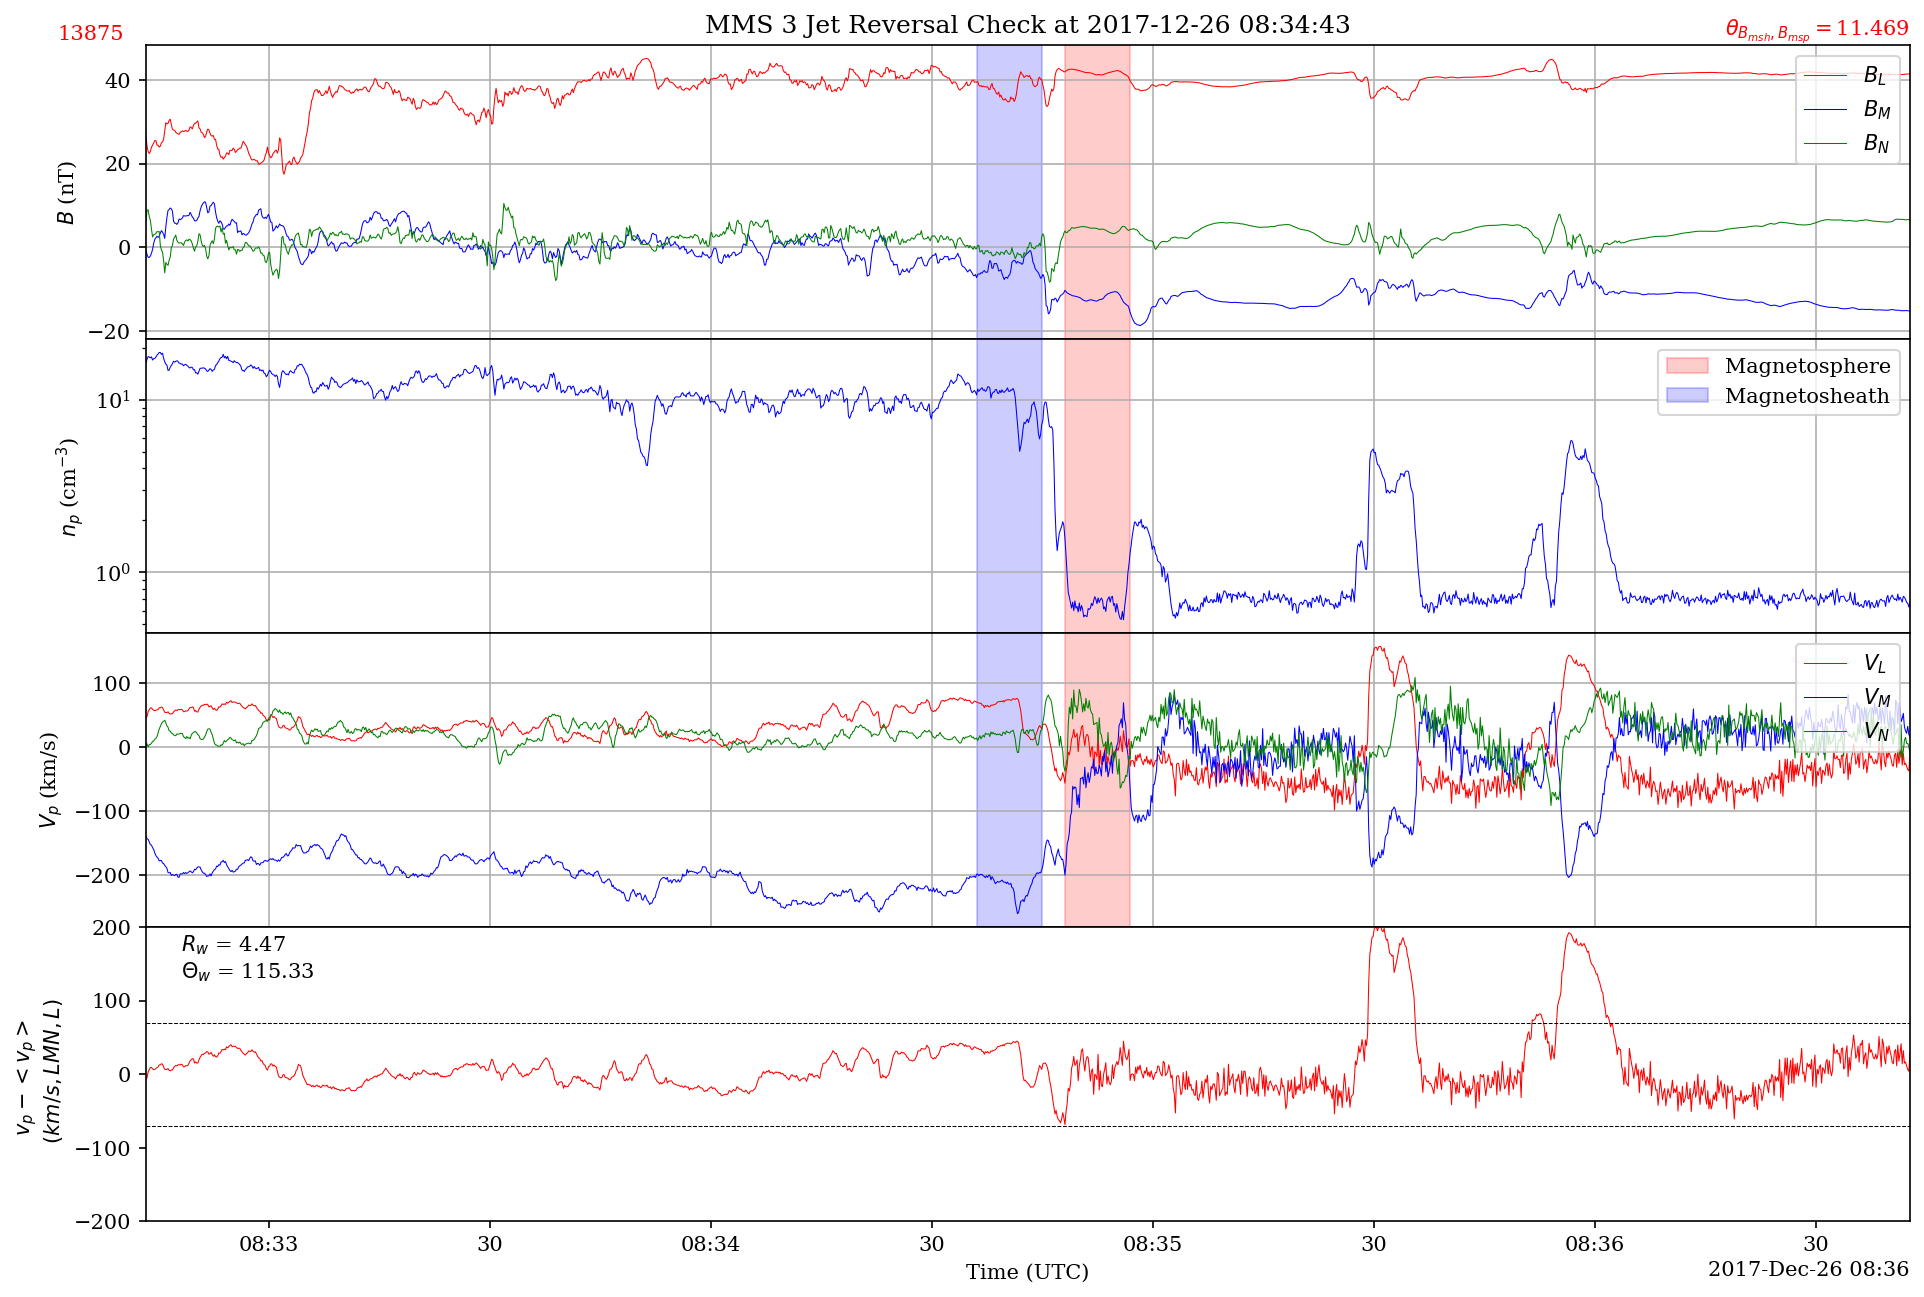 MMS 3 Jet Reversal Check at 2017-12-26 08:34:43
13875
θ_{B_{msh}, B_{msp}} = 11.469
B (nT)
40
20
0
−20
B_L
B_M
B_N
n_p (cm⁻³)
10¹
10⁰
Magnetosphere
Magnetosheath
V_p (km/s)
100
0
−100
−200
V_L
V_M
V_N
v_p − <v_p>
(km/s, LMN, L)
200
100
0
−100
−200
R_w = 4.47
Θ_w = 115.33
08:33
30
08:34
30
08:35
30
08:36
30
Time (UTC)
2017-Dec-26 08:36